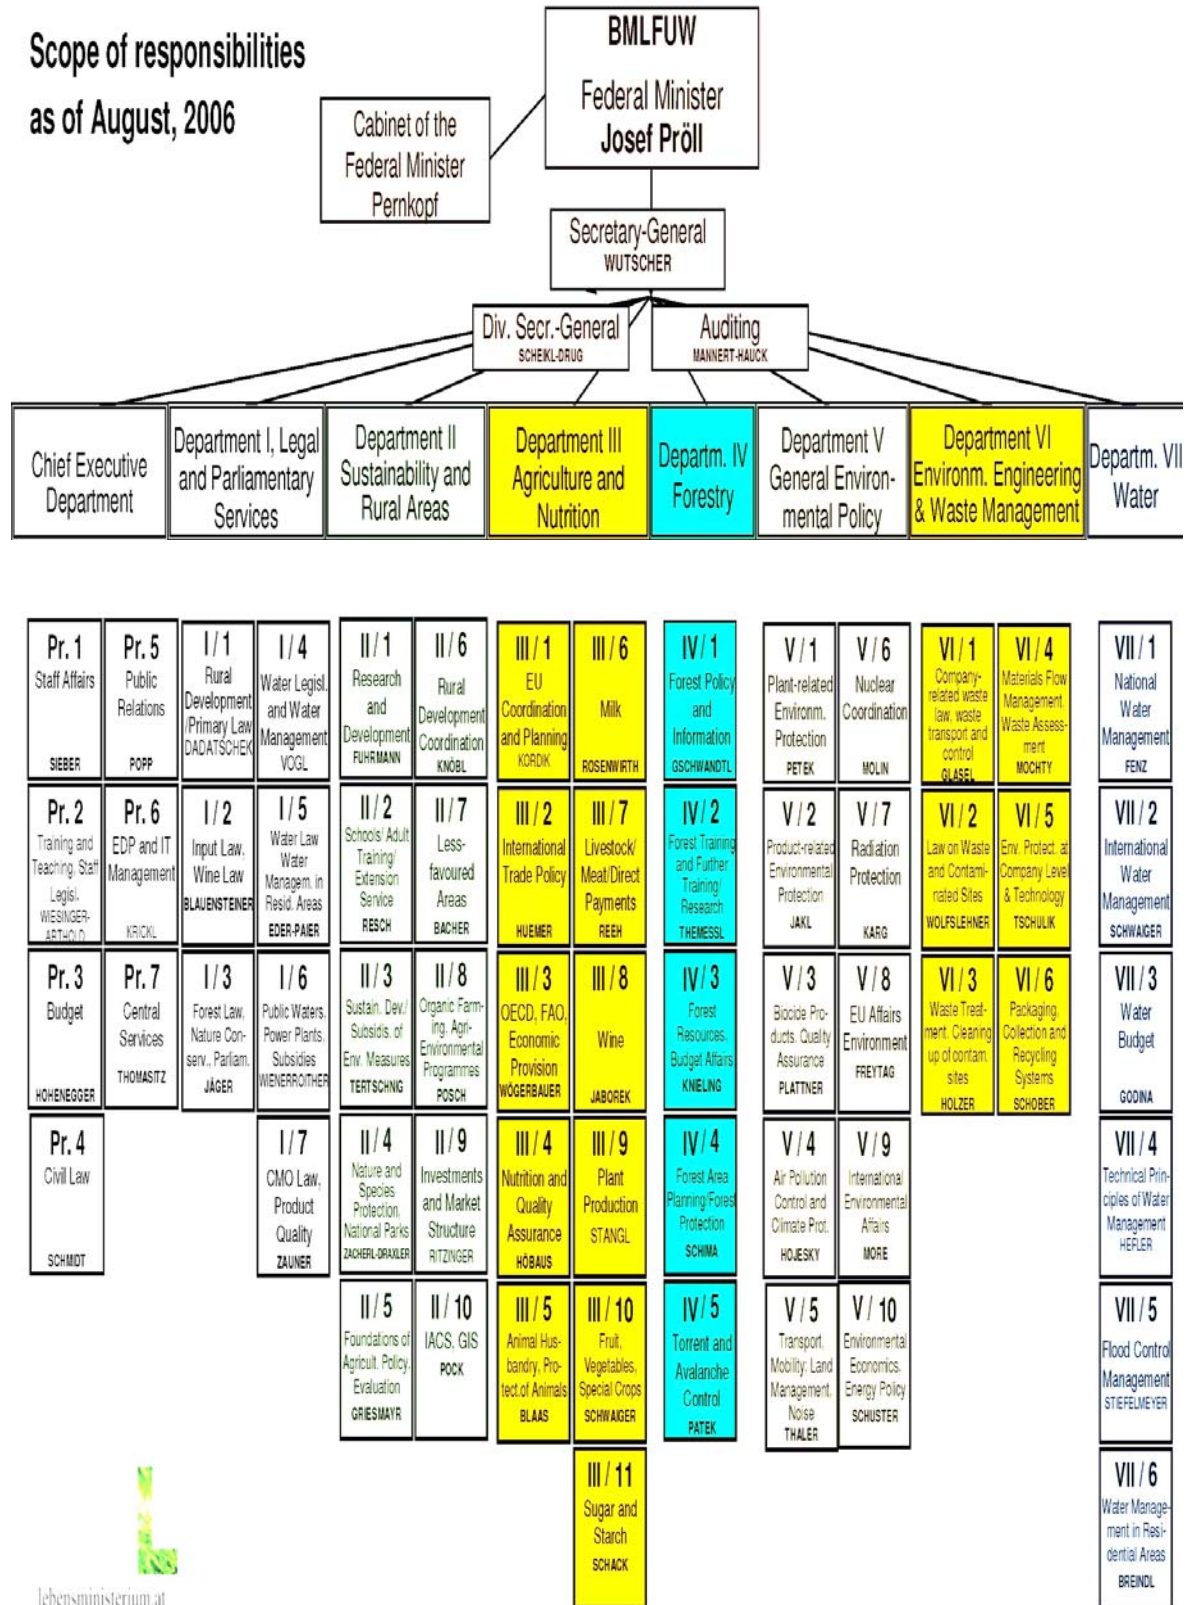 Scope of responsibilities
as of August, 2006
BMLFUW
Federal Minister
Josef Pröll
Cabinet of the
Federal Minister
Pernkopf
Secretary-General
WUTSCHER
Div. Secr.-General
SCHEIKL-DRUG
Auditing
MANNERT-HAUCK
Chief Executive
Department
Department I, Legal
and Parliamentary
Services
Department II
Sustainability and
Rural Areas
Department III
Agriculture and
Nutrition
Departm. IV
Forestry
Department V
General Environ-
mental Policy
Department VI
Environm. Engineering
& Waste Management
Departm. VII
Water
Pr. 1
Staff Affairs
SIEBER
Pr. 5
Public
Relations
POPP
I / 1
Rural
Development
/Primary Law
DADATSCHEK
I / 4
Water Legisl.
and Water
Management
VOGL
II / 1
Research
and
Development
FUHRMANN
II / 6
Rural
Development
Coordination
KNÖBL
III / 1
EU
Coordination
and Planning
KORDIK
III / 6
Milk
ROSENWIRTH
IV / 1
Forest Policy
and
Information
GSCHWANDTL
V / 1
Plant-related
Environm.
Protection
PETEK
V / 6
Nuclear
Coordination
MOLIN
VI / 1
Company-
related waste
law, waste
transport and
control
GLASEL
VI / 4
Materials Flow
Management.
Waste Assess-
ment
MOCHTY
VII / 1
National
Water
Management
FENZ
Pr. 2
Training and
Teaching, Staff
Legisl.
WIESINGER-
ARTHOLD
Pr. 6
EDP and IT
Management
KRICKL
I / 2
Input Law,
Wine Law
BLAUENSTEINER
I / 5
Water Law
Water
Managem. in
Resid. Areas
EDER-PAIER
II / 2
Schools/ Adult
Training/
Extension
Service
RESCH
II / 7
Less-
favoured
Areas
BACHER
III / 2
International
Trade Policy
HUEMER
III / 7
Livestock/
Meat/Direct
Payments
REEH
IV / 2
Forest Training
and Further
Training/
Research
THEMESSL
V / 2
Product-related
Environmental
Protection
JAKL
V / 7
Radiation
Protection
KARG
VI / 2
Law on Waste
and Contami-
nated Sites
WOLFSLEHNER
VI / 5
Env. Protect. at
Company Level
& Technology
TSCHULIK
VII / 2
International
Water
Management
SCHWAIGER
Pr. 3
Budget
HOHENEGGER
Pr. 7
Central
Services
THOMASITZ
I / 3
Forest Law,
Nature Con-
serv., Parliam.
JÄGER
I / 6
Public Waters.
Power Plants,
Subsidies
WIENERROITHER
II / 3
Sustain. Dev./
Subsidis. of
Env. Measures
TERTSCHNIG
II / 8
Organic Farm-
ing, Agri-
Environmental
Programmes
POSCH
III / 3
OECD, FAO,
Economic
Provision
WÖGERBAUER
III / 8
Wine
JABOREK
IV / 3
Forest
Resources,
Budget Affairs
KNIELING
V / 3
Biocide Pro-
ducts. Quality
Assurance
PLATTNER
V / 8
EU Affairs
Environment
FREYTAG
VI / 3
Waste Treat-
ment. Cleaning
up of contam.
sites
HOLZER
VI / 6
Packaging,
Collection and
Recycling
Systems
SCHOBER
VII / 3
Water
Budget
GODINA
Pr. 4
Civil Law
SCHMIDT
I / 7
CMO Law,
Product
Quality
ZAUNER
II / 4
Nature and
Species
Protection,
National Parks
ZACHERL-DRAXLER
II / 9
Investments
and Market
Structure
RITZINGER
III / 4
Nutrition and
Quality
Assurance
HÖBAUS
III / 9
Plant
Production
STANGL
IV / 4
Forest Area
Planning/Forest
Protection
SCHIMA
V / 4
Air Pollution
Control and
Climate Prot.
HOJESKY
V / 9
International
Environmental
Affairs
MORE
VII / 4
Technical Prin-
ciples of Water
Management
HEFLER
II / 5
Foundations of
Agricult. Policy,
Evaluation
GRIESMAYR
II / 10
IACS, GIS
POCK
III / 5
Animal Hus-
bandry, Pro-
tect.of Animals
BLAAS
III / 10
Fruit,
Vegetables,
Special Crops
SCHWAIGER
IV / 5
Torrent and
Avalanche
Control
PATEK
V / 5
Transport,
Mobility; Land
Management,
Noise
THALER
V / 10
Environmental
Economics,
Energy Policy
SCHUSTER
VII / 5
Flood Control
Management
STIEFELMEYER
III / 11
Sugar and
Starch
SCHACK
VII / 6
Water Manage-
ment in Resi-
dential Areas
BREINDL
lebensministerium.at